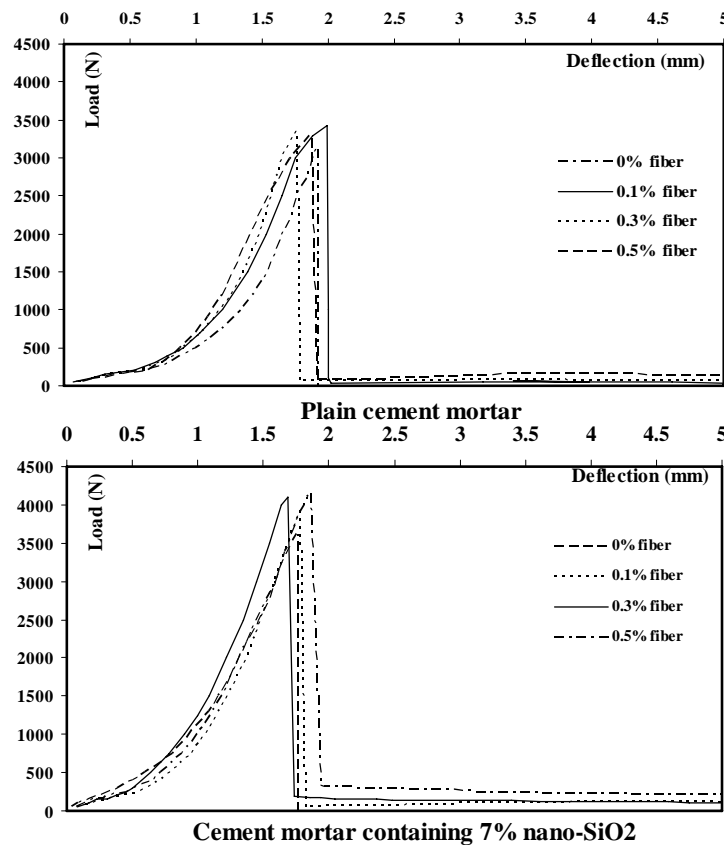 0 0.5 1 1.5 2 2.5 3 3.5 4 4.5 5
4500
4000
3500
3000
2500
2000
1500
1000
500
0
Load (N)
Deflection (mm)
0% fiber
0.1% fiber
0.3% fiber
0.5% fiber
Plain cement mortar
0 0.5 1 1.5 2 2.5 3 3.5 4 4.5 5
4500
4000
3500
3000
2500
2000
1500
1000
500
0
Load (N)
Deflection (mm)
0% fiber
0.1% fiber
0.3% fiber
0.5% fiber
Cement mortar containing 7% nano-SiO2